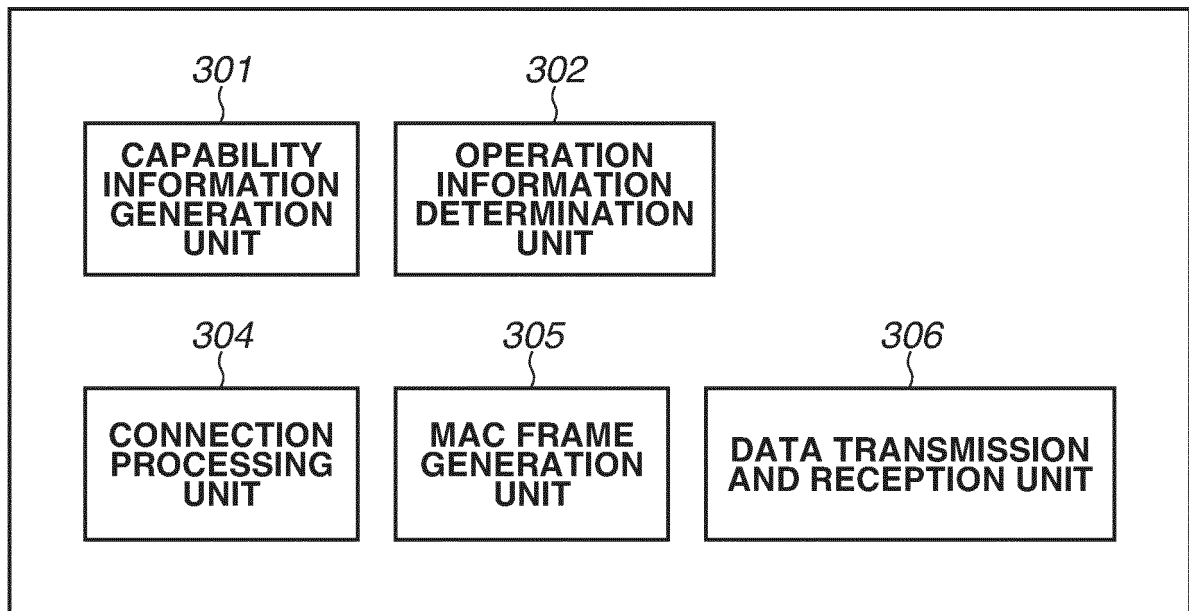 301
302
CAPABILITY
INFORMATION
GENERATION
UNIT
OPERATION
INFORMATION
DETERMINATION
UNIT
304
305
306
CONNECTION
PROCESSING
UNIT
MAC FRAME
GENERATION
UNIT
DATA TRANSMISSION
AND RECEPTION UNIT